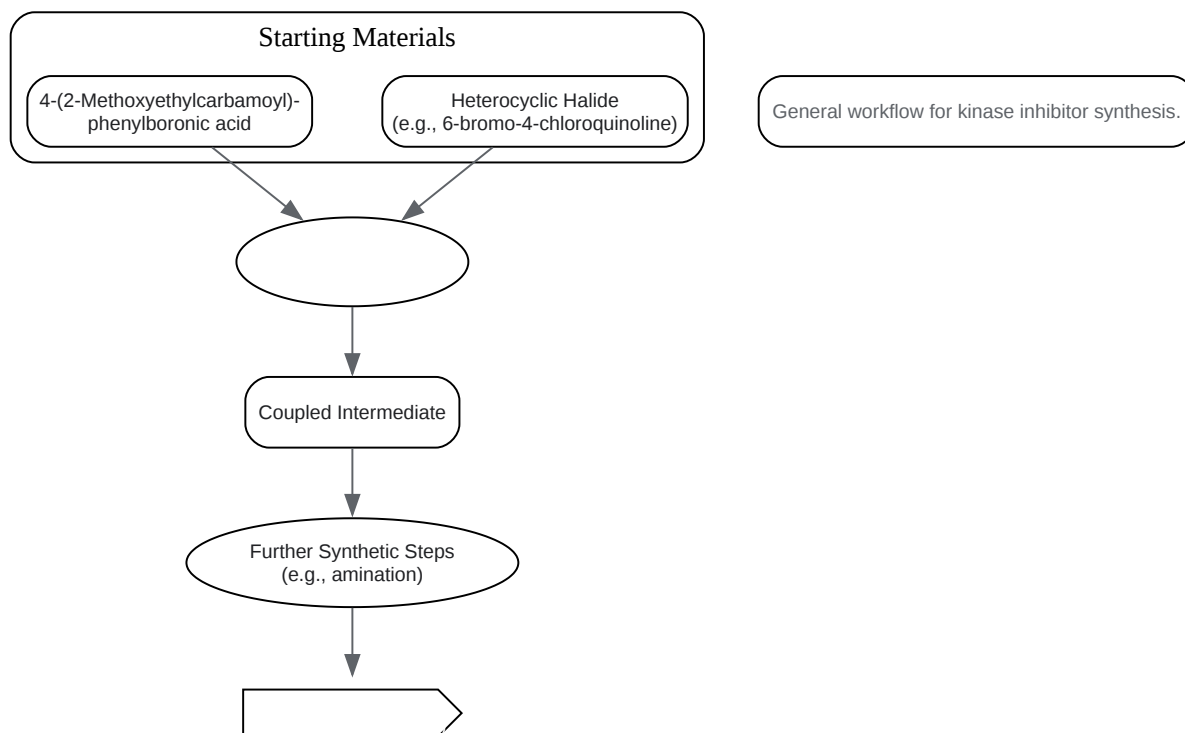 Starting Materials
4-(2-Methoxyethylcarbamoyl)-
phenylboronic acid
Heterocyclic Halide
(e.g., 6-bromo-4-chloroquinoline)
General workflow for kinase inhibitor synthesis.
Coupled Intermediate
Further Synthetic Steps
(e.g., amination)